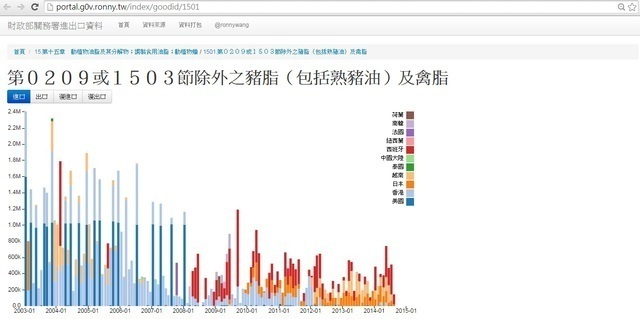 portal.g0v.ronny.tw/index/goodid/1501
財政部關務署進出口資料 首頁 資料來源 資料打包 @ronnywang
首頁 / 15.第十五章 動植物油脂及其分解物；調製食用油脂；動植物蠟 / 1501.第０２０９或１５０３節除外之豬脂（包括熟豬油）及禽脂
第０２０９或１５０３節除外之豬脂（包括熟豬油）及禽脂
進口 出口 復進口 復出口
2.4M
2.2M
2.0M
1.8M
1.6M
1.4M
1.2M
1.0M
800k
600k
400k
200k
0.0
荷蘭
南韓
法國
紐西蘭
西班牙
中國大陸
泰國
越南
日本
香港
美國
2003-01 2004-01 2005-01 2006-01 2007-01 2008-01 2009-01 2010-01 2011-01 2012-01 2013-01 2014-01 2015-01